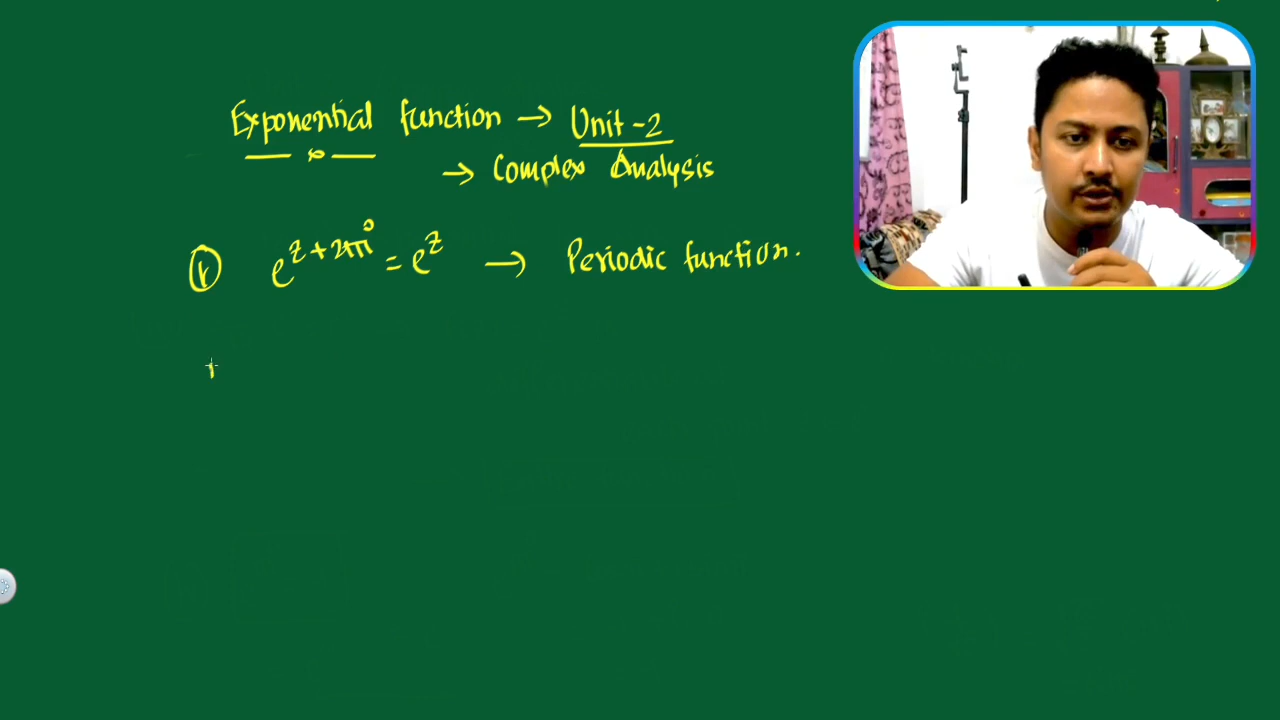 Exponential function → Unit-2
→ Complex Analysis
① e^{z+2πi} = e^z → Periodic function.